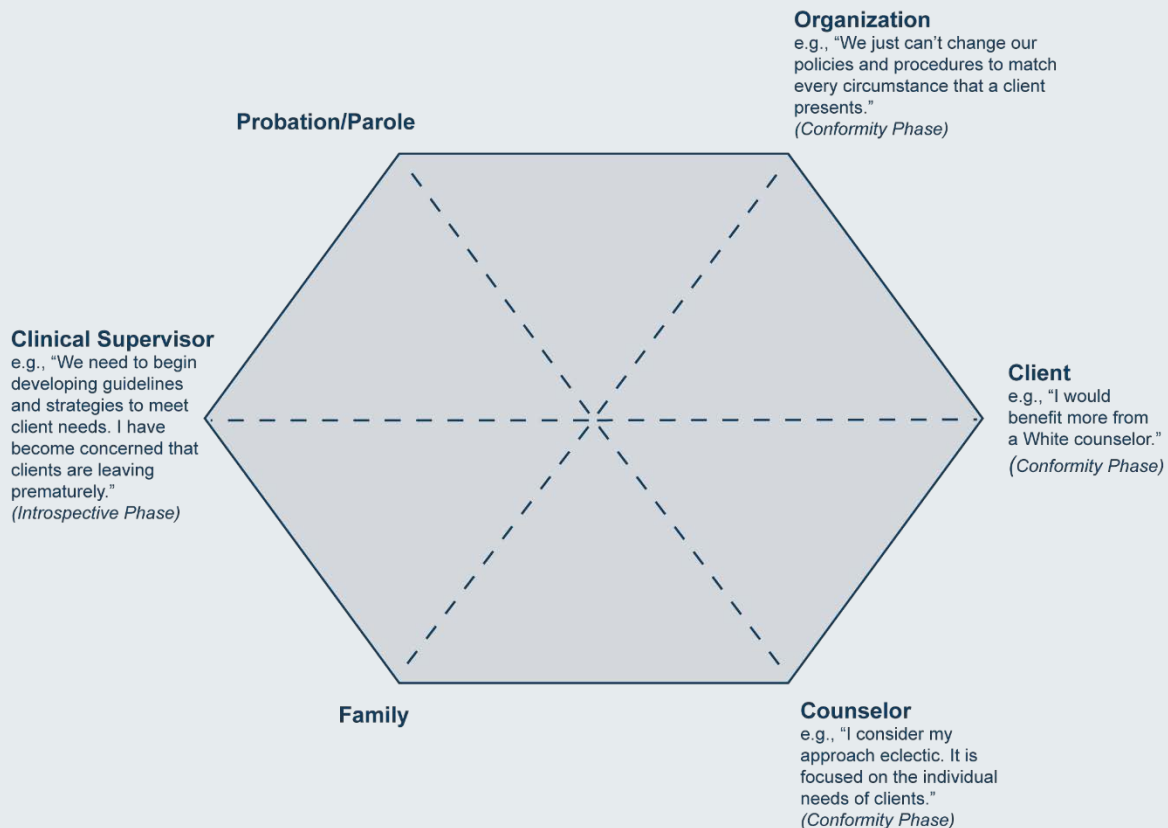 Organization
e.g., “We just can’t change our
policies and procedures to match
every circumstance that a client
presents.”
(Conformity Phase)
Probation/Parole
Clinical Supervisor
e.g., “We need to begin
developing guidelines
and strategies to meet
client needs. I have
become concerned that
clients are leaving
prematurely.”
(Introspective Phase)
Client
e.g., “I would
benefit more from
a White counselor.”
(Conformity Phase)
Family
Counselor
e.g., “I consider my
approach eclectic. It is
focused on the individual
needs of clients.”
(Conformity Phase)